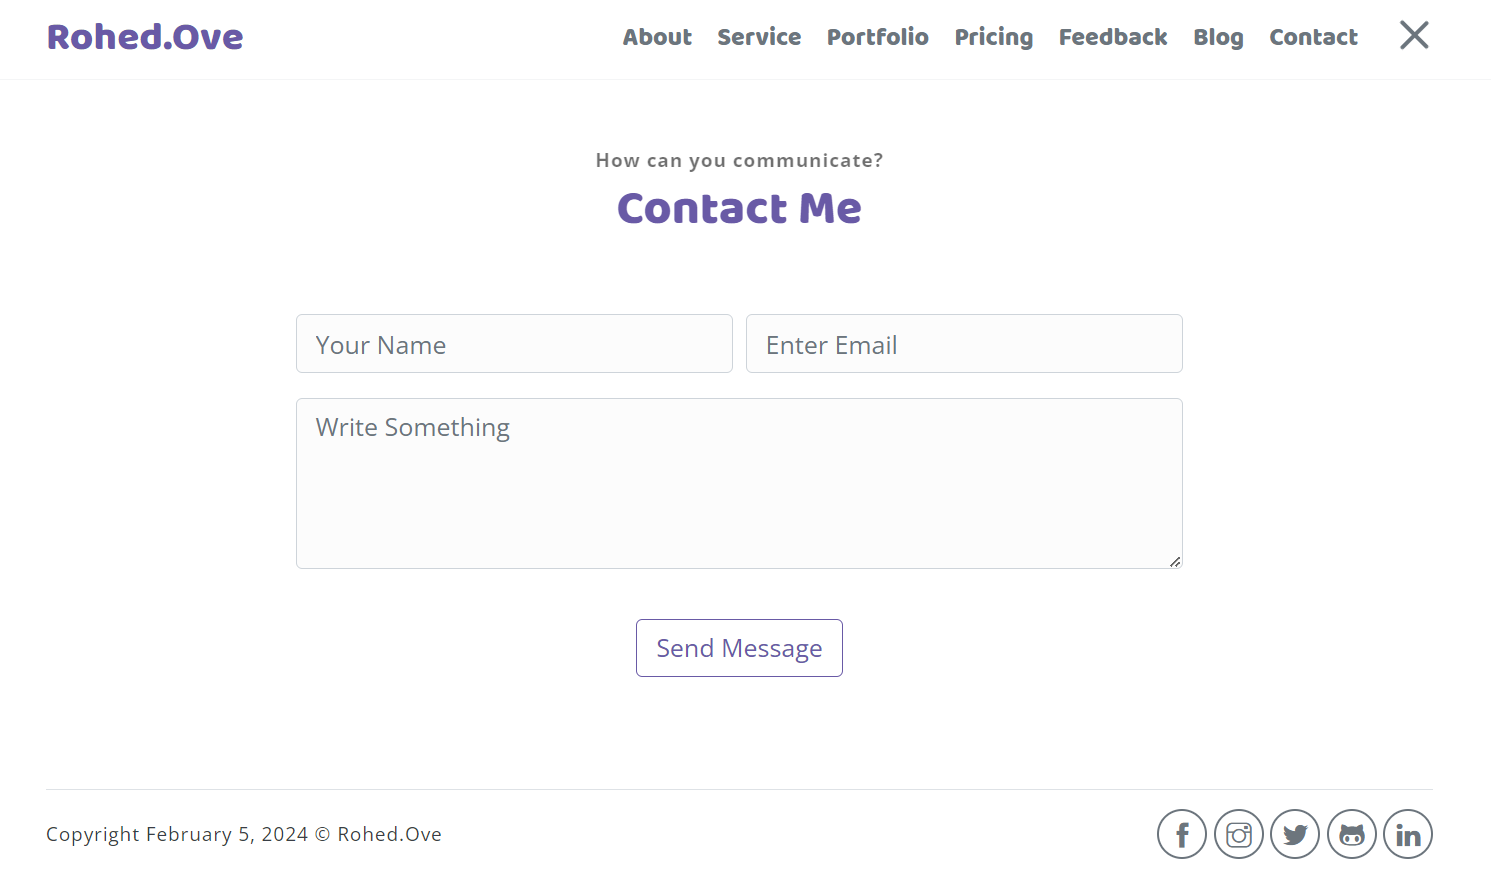 Rohed.Ove
About Service Portfolio Pricing Feedback Blog Contact
How can you communicate?
Contact Me
Your Name Enter Email
Write Something
Send Message
Copyright February 5, 2024 © Rohed.Ove